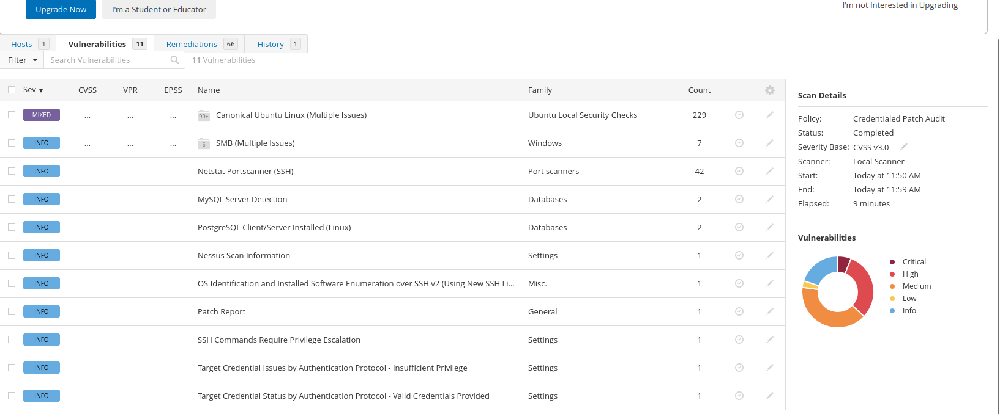 Upgrade Now I'm a Student or Educator I'm not Interested in Upgrading
Hosts 1 Vulnerabilities 11 Remediations 66 History 1
Filter Search Vulnerabilities 11 Vulnerabilities
Sev CVSS VPR EPSS Name Family Count
MIXED ... ... ... 99+ Canonical Ubuntu Linux (Multiple Issues) Ubuntu Local Security Checks 229
INFO ... ... ... 6 SMB (Multiple Issues) Windows 7
INFO Netstat Portscanner (SSH) Port scanners 42
INFO MySQL Server Detection Databases 2
INFO PostgreSQL Client/Server Installed (Linux) Databases 2
INFO Nessus Scan Information Settings 1
INFO OS Identification and Installed Software Enumeration over SSH v2 (Using New SSH Li... Misc. 1
INFO Patch Report General 1
INFO SSH Commands Require Privilege Escalation Settings 1
INFO Target Credential Issues by Authentication Protocol - Insufficient Privilege Settings 1
INFO Target Credential Status by Authentication Protocol - Valid Credentials Provided Settings 1
Scan Details
Policy: Credentialed Patch Audit
Status: Completed
Severity Base: CVSS v3.0
Scanner: Local Scanner
Start: Today at 11:50 AM
End: Today at 11:59 AM
Elapsed: 9 minutes
Vulnerabilities
Critical
High
Medium
Low
Info